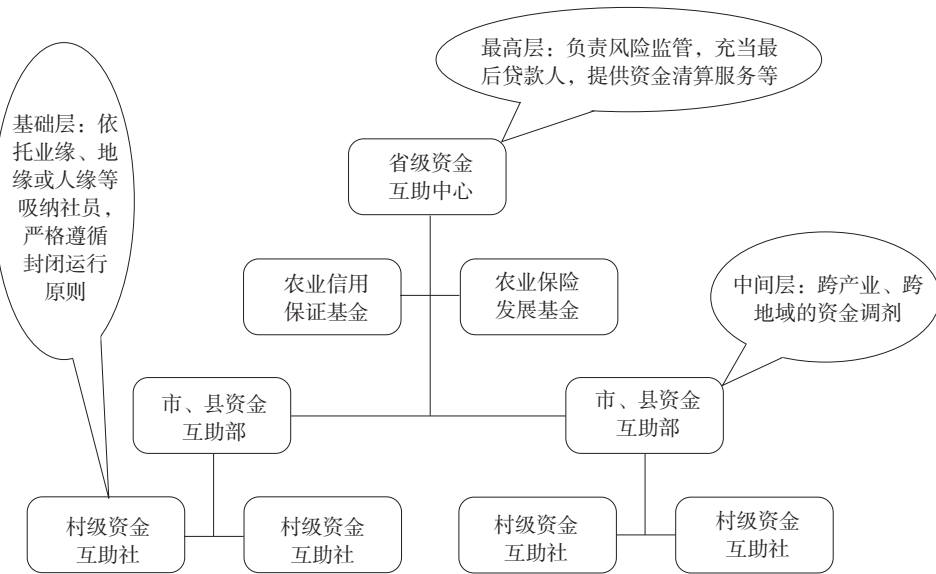 最高层：负责风险监管，充当最
后贷款人，提供资金清算服务等
基础层：依
托业缘、地
缘或人缘等
吸纳社员，
严格遵循
封闭运行
原则
省级资金
互助中心
农业信用
保证基金
农业保险
发展基金
中间层：跨产业、跨
地域的资金调剂
市、县资金
互助部
市、县资金
互助部
村级资金
互助社
村级资金
互助社
村级资金
互助社
村级资金
互助社